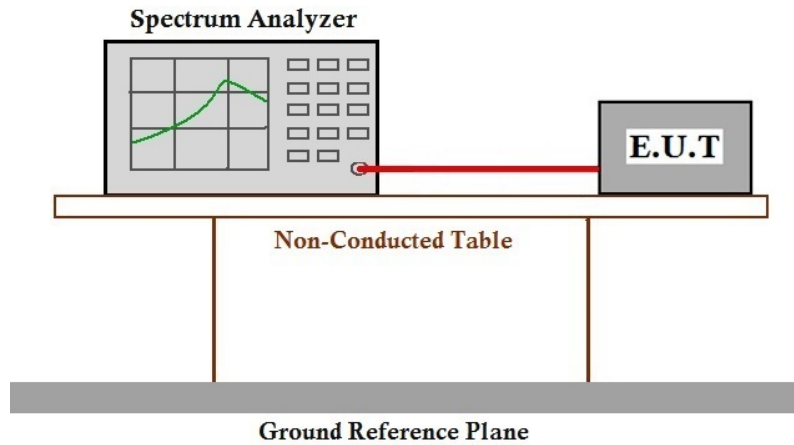 Spectrum Analyzer
E.U.T
Non-Conducted Table
Ground Reference Plane